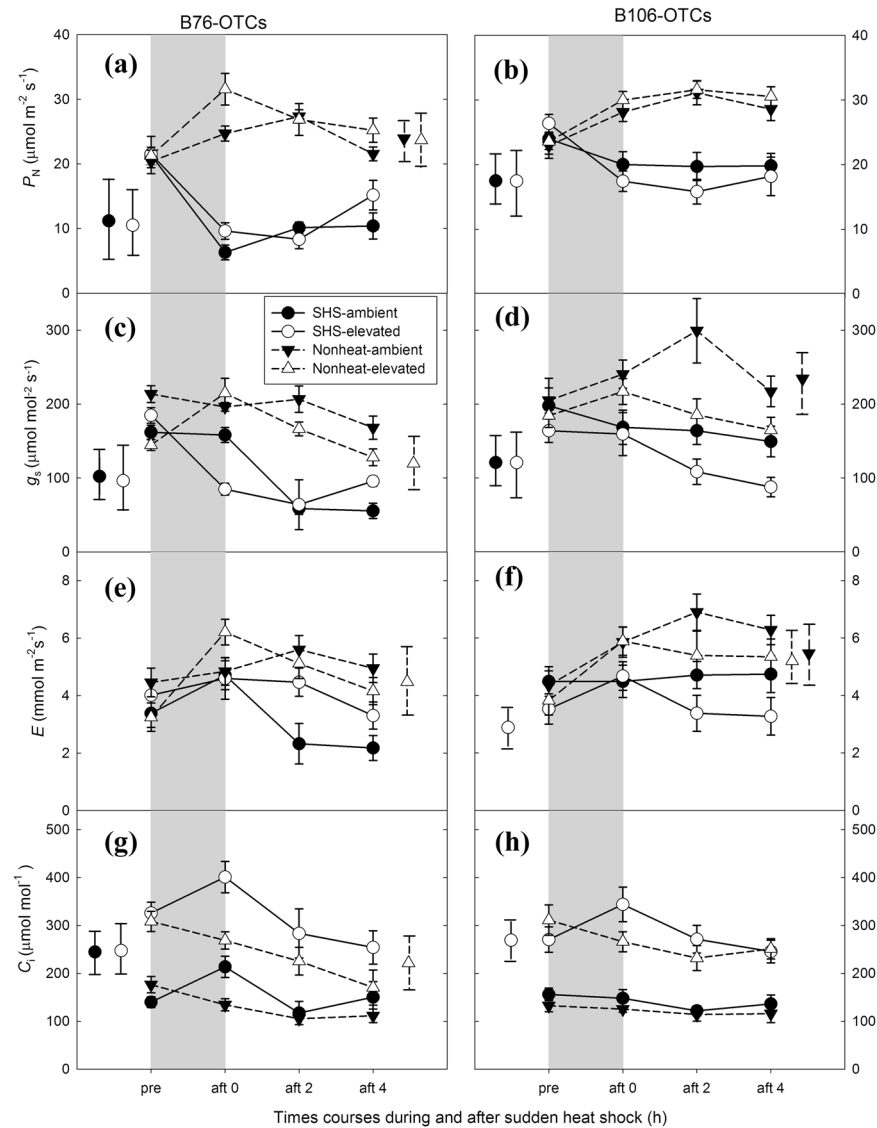 B76-OTCs B106-OTCs
(a) (b)
40 40
30 30
20 20
10 10
0 0
P_N (μmol m⁻² s⁻¹)
(c) (d)
SHS-ambient
SHS-elevated
Nonheat-ambient
Nonheat-elevated
300 300
200 200
100 100
0 0
g_s (μmol mol⁻² s⁻¹)
(e) (f)
8 8
6 6
4 4
2 2
0 0
E (mmol m⁻²s⁻¹)
(g) (h)
500 500
400 400
300 300
200 200
100 100
0 0
C_i (μmol mol⁻¹)
pre aft 0 aft 2 aft 4 pre aft 0 aft 2 aft 4
Times courses during and after sudden heat shock (h)